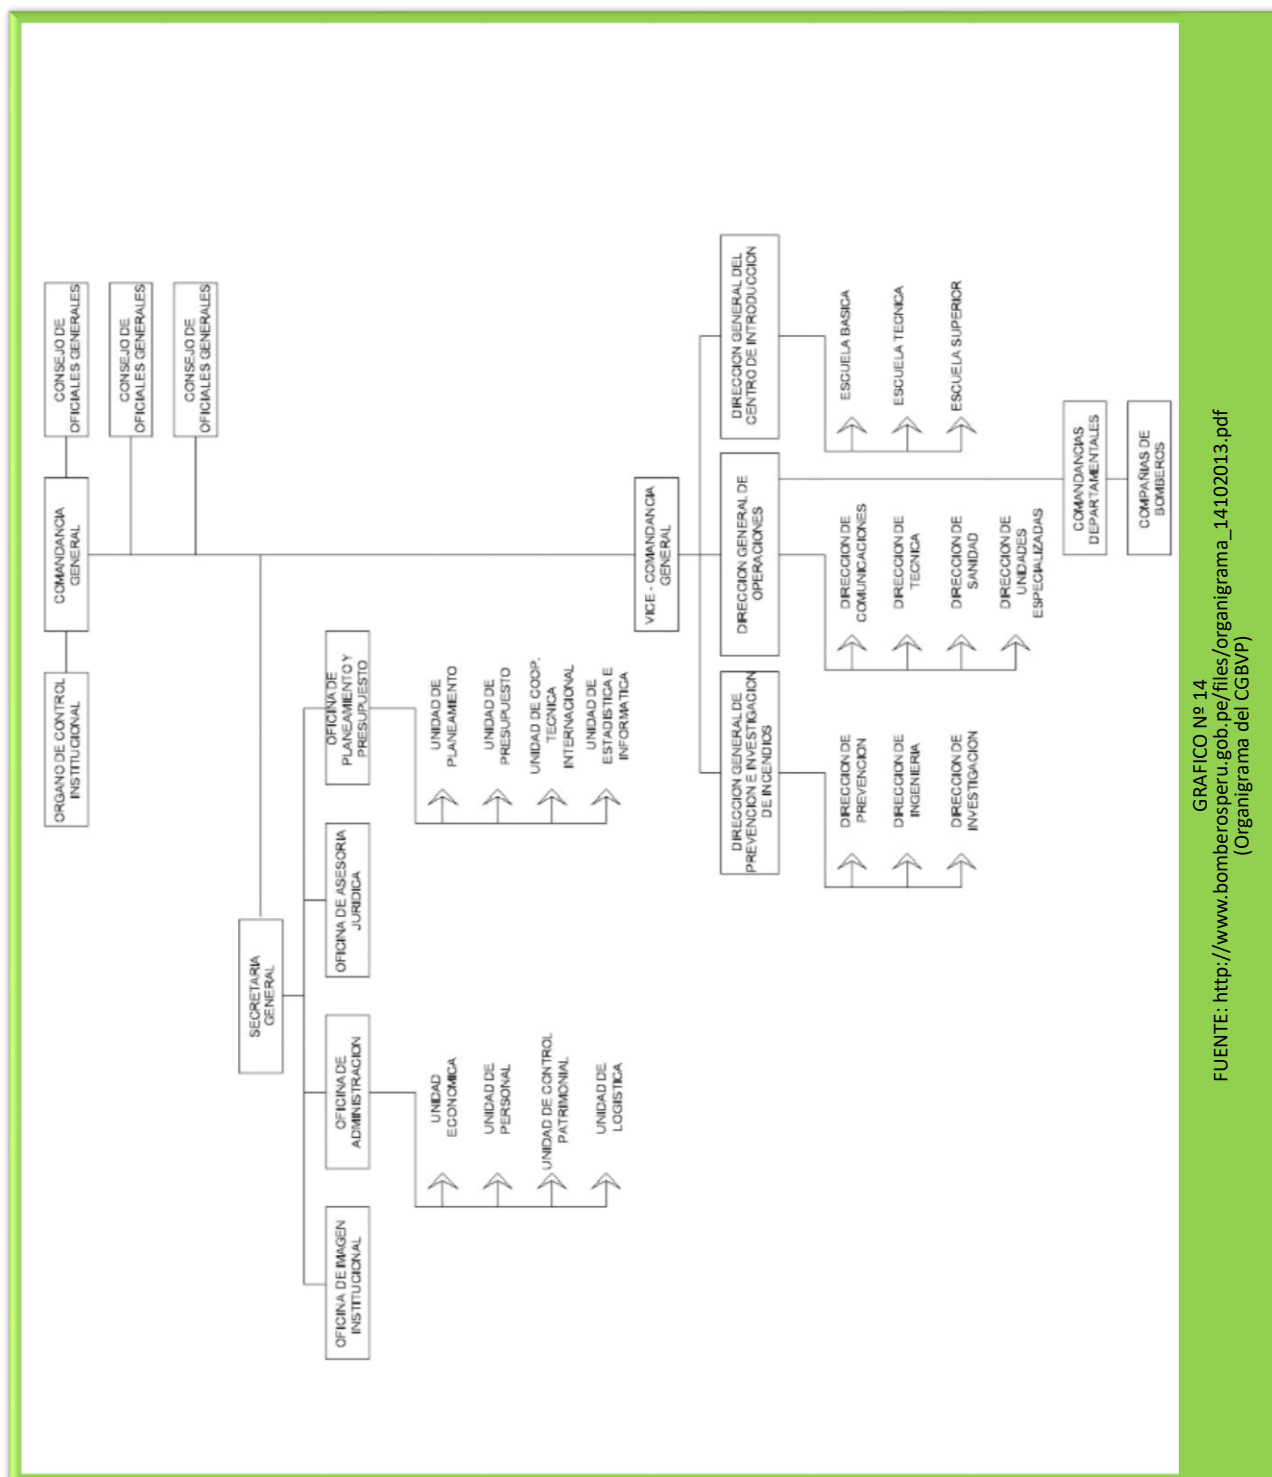 ORGANO DE CONTROL
INSTITUCIONAL
COMANDANCIA
GENERAL
CONSEJO DE
OFICIALES GENERALES
CONSEJO DE
OFICIALES GENERALES
CONSEJO DE
OFICIALES GENERALES
SECRETARIA
GENERAL
OFICINA DE IMAGEN
INSTITUCIONAL
OFICINA DE
ADMINISTRACION
UNIDAD
ECONOMICA
UNIDAD DE
PERSONAL
UNIDAD DE CONTROL
PATRIMONIAL
UNIDAD DE
LOGISTICA
OFICINA DE ASESORIA
JURIDICA
OFICINA DE
PLANEAMIENTO Y
PRESUPUESTO
UNIDAD DE
PLANEAMIENTO
UNIDAD DE
PRESUPUESTO
UNIDAD DE COOP.
TECNICA
INTERNACIONAL
UNIDAD DE
ESTADISTICA E
INFORMATICA
VICE - COMANDANCIA
GENERAL
DIRECCION GENERAL DE
PREVENCION E INVESTIGACION
DE INCENDIOS
DIRECCION DE
PREVENCION
DIRECCION DE
INGENIERIA
DIRECCION DE
INVESTIGACION
DIRECCION GENERAL DE
OPERACIONES
DIRECCION DE
COMUNICACIONES
DIRECCION DE
TECNICA
DIRECCION DE
SANIDAD
DIRECCION DE
UNIDADES
ESPECIALIZADAS
DIRECCION GENERAL DEL
CENTRO DE INTRODUCCION
ESCUELA BASICA
ESCUELA TECNICA
ESCUELA SUPERIOR
COMANDANCIAS
DEPARTAMENTALES
COMPAÑIAS DE
BOMBEROS
GRAFICO Nº 14
FUENTE: http://www.bomberosperu.gob.pe/files/organigrama_14102013.pdf
(Organigrama del CGBVP)